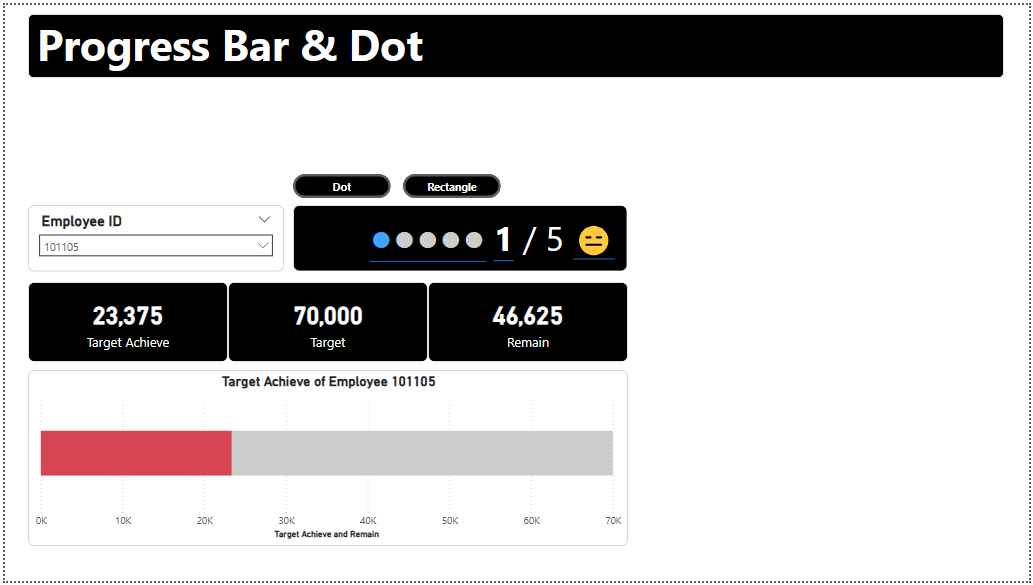 Progress Bar & Dot
Dot
Rectangle
Employee ID
101105
1 / 5
23,375
Target Achieve
70,000
Target
46,625
Remain
Target Achieve of Employee 101105
0K 10K 20K 30K 40K 50K 60K 70K
Target Achieve and Remain